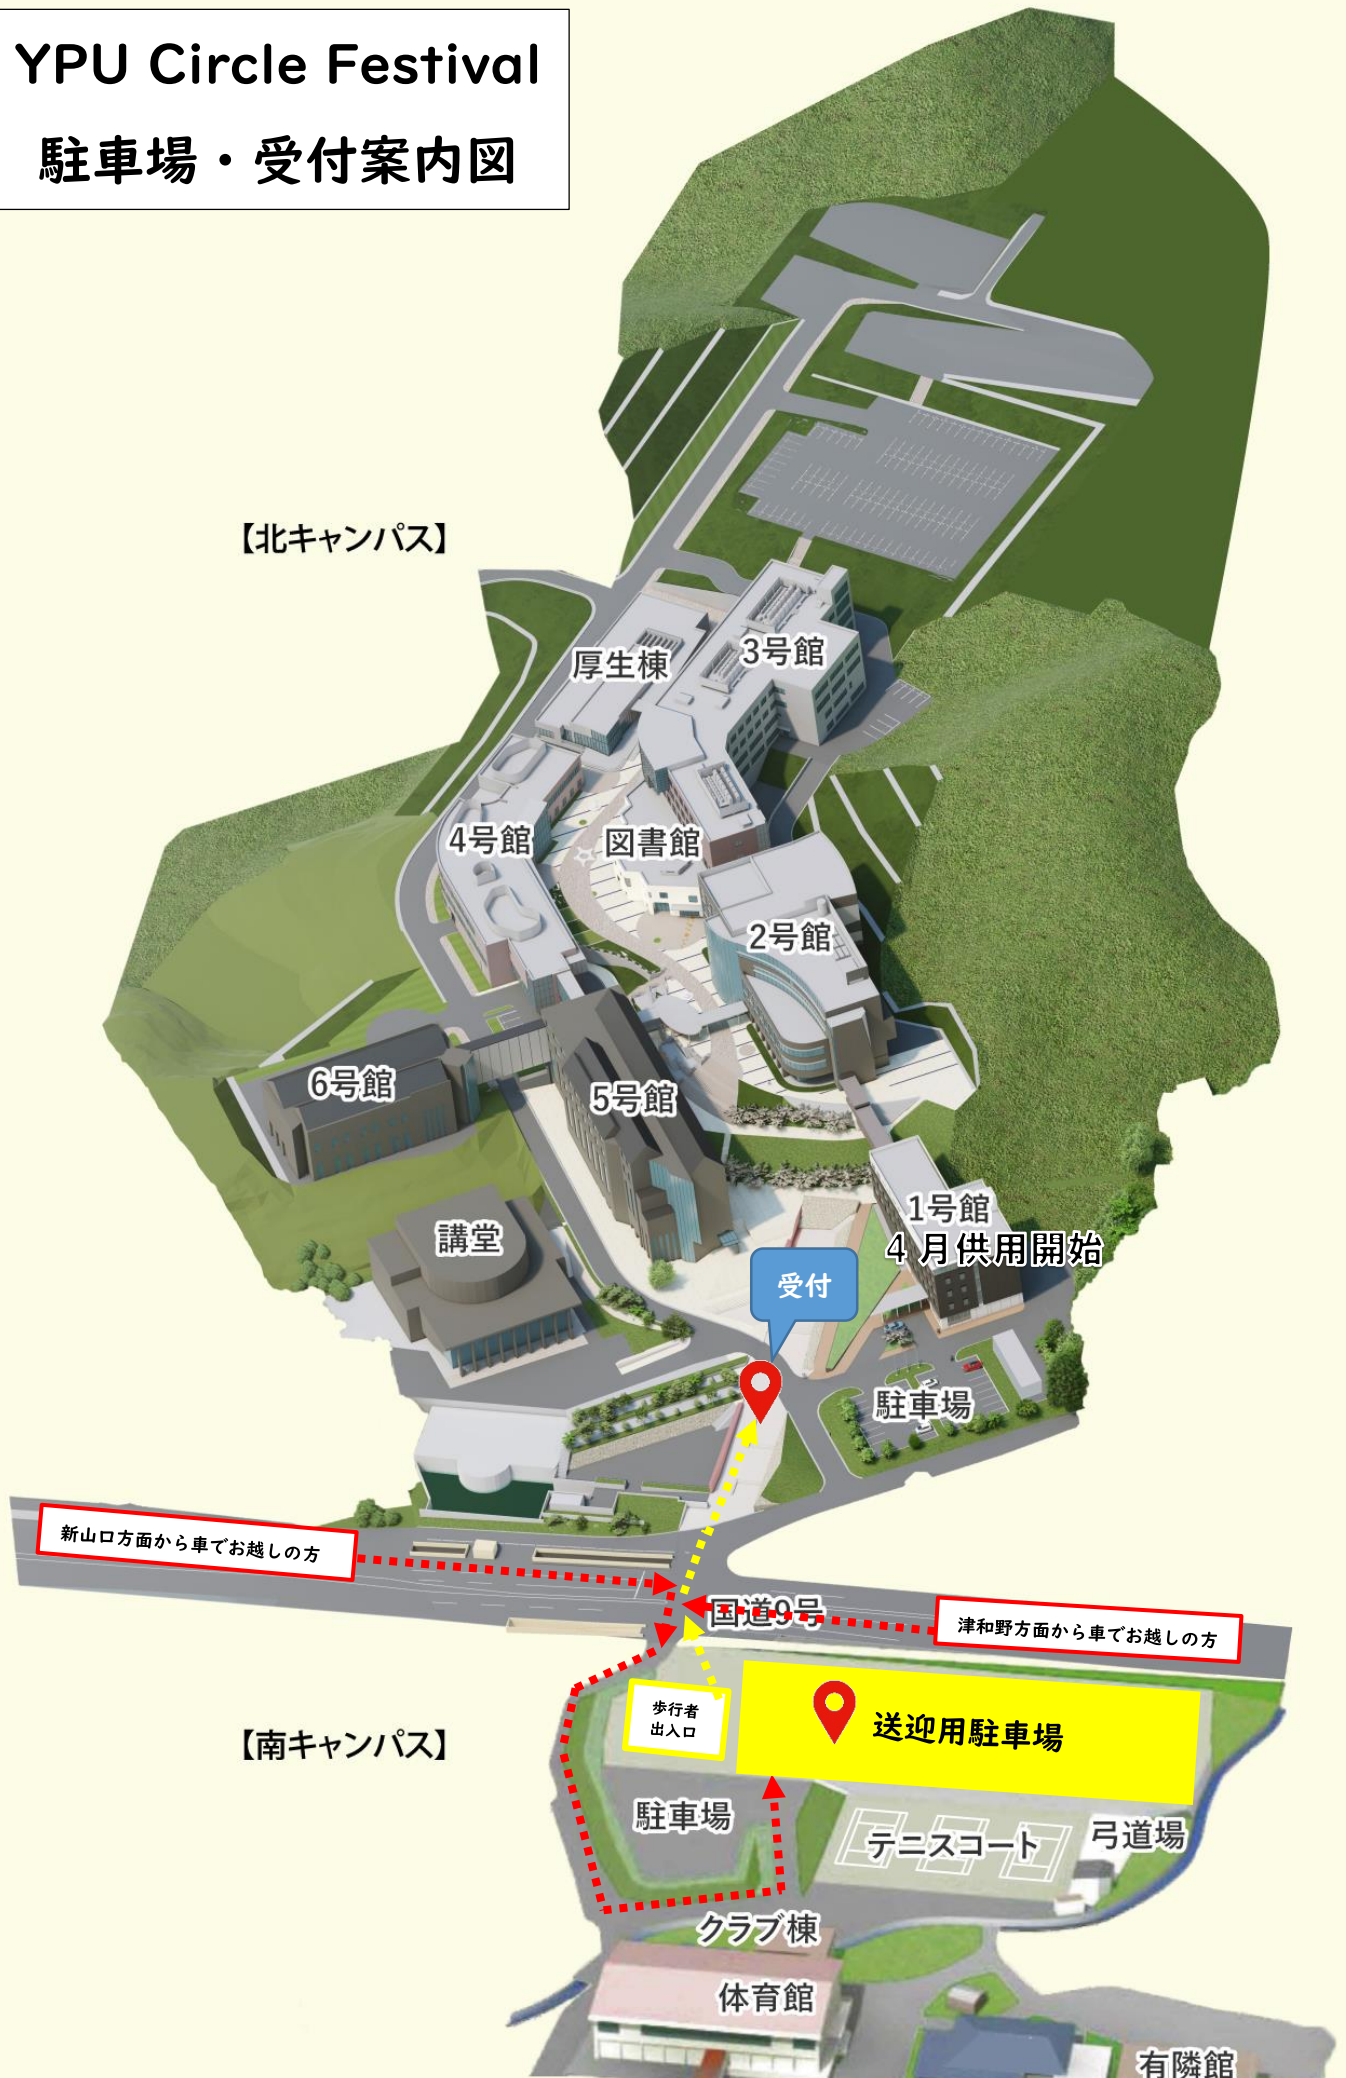 YPU Circle Festival
駐車場・受付案内図
【北キャンパス】
厚生棟
3号館
4号館
図書館
2号館
6号館
5号館
講堂
1号館
4 月供用開始
受付
駐車場
新山口方面から車でお越しの方
国道9号
津和野方面から車でお越しの方
【南キャンパス】
歩行者
出入口
送迎用駐車場
駐車場
テニスコート
弓道場
クラブ棟
体育館
有隣館